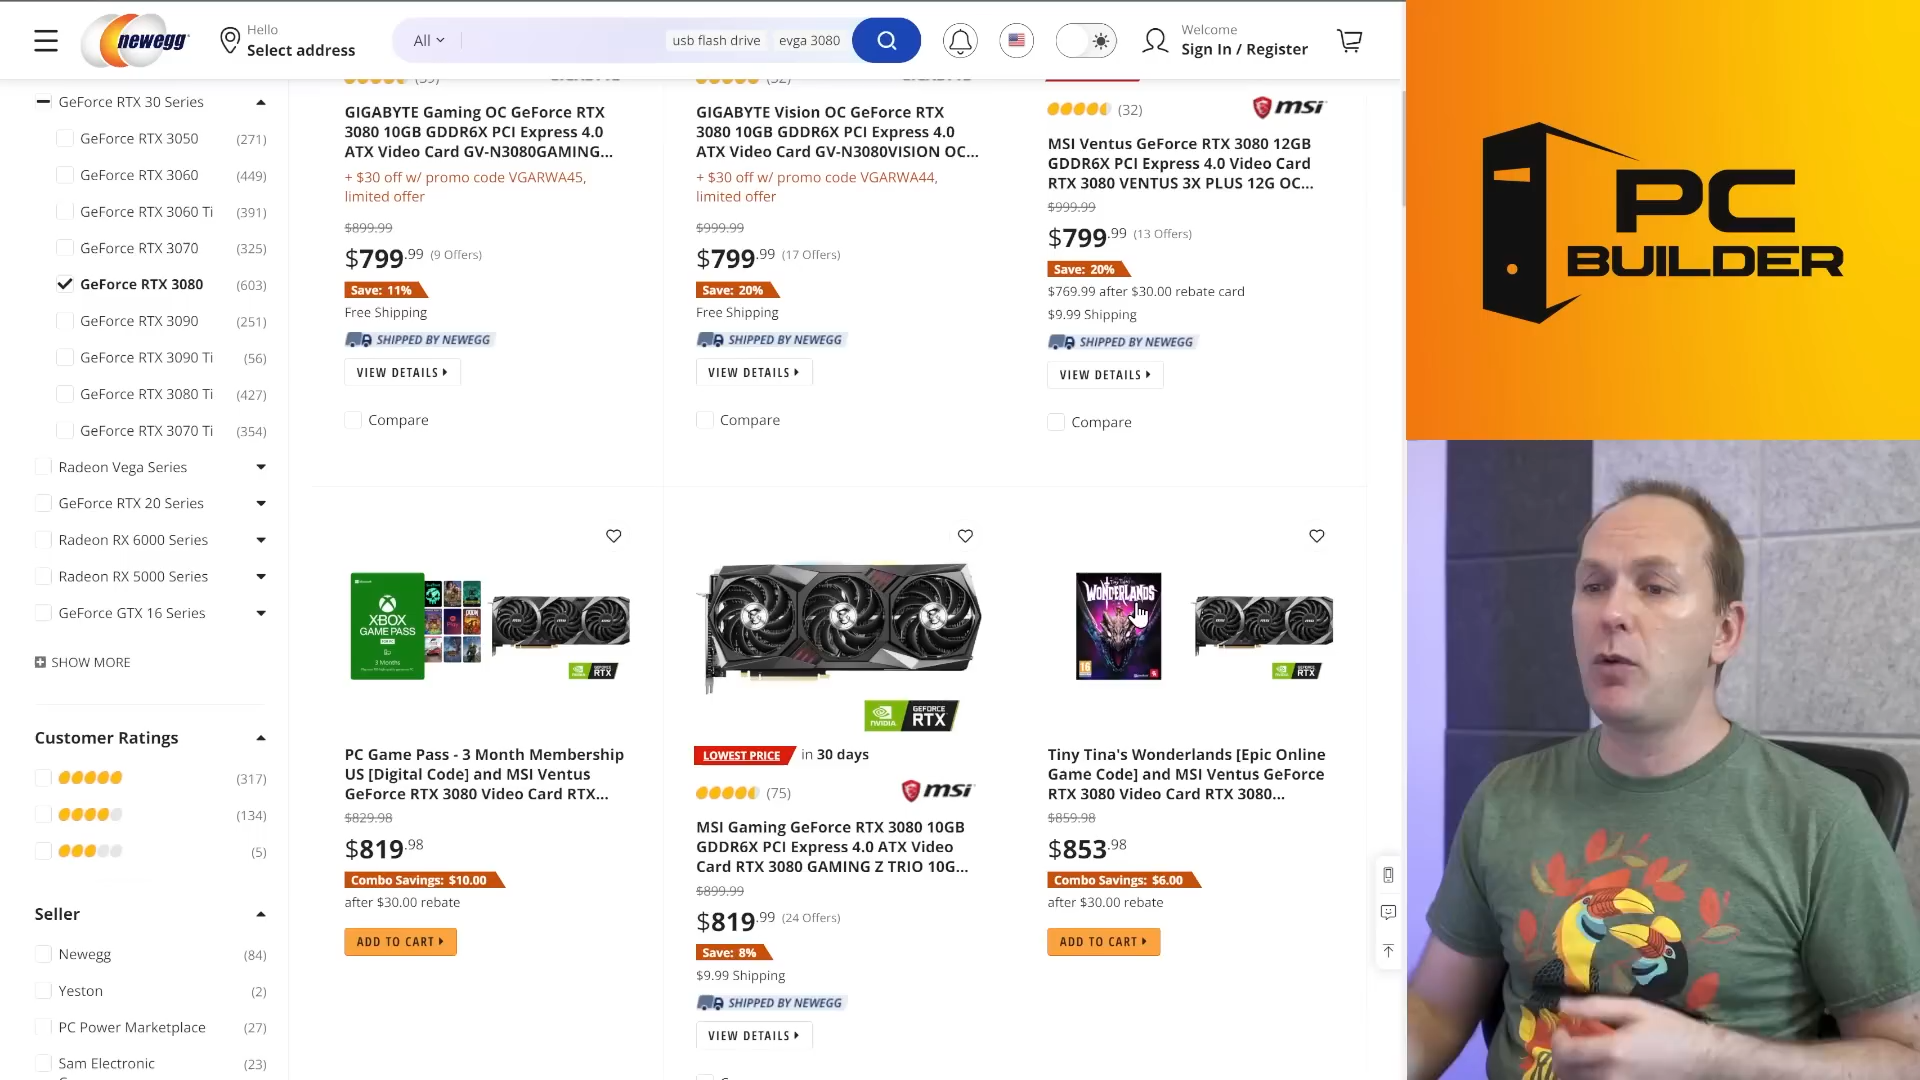 newegg
Hello
Select address
All
usb flash drive
evga 3080
Welcome
Sign In / Register
GeForce RTX 30 Series
GeForce RTX 3050 (271)
GeForce RTX 3060 (449)
GeForce RTX 3060 Ti (391)
GeForce RTX 3070 (325)
GeForce RTX 3080 (603)
GeForce RTX 3090 (251)
GeForce RTX 3090 Ti (56)
GeForce RTX 3080 Ti (427)
GeForce RTX 3070 Ti (354)
Radeon Vega Series
GeForce RTX 20 Series
Radeon RX 6000 Series
Radeon RX 5000 Series
GeForce GTX 16 Series
SHOW MORE
Customer Ratings
(317)
(134)
(5)
Seller
Newegg (84)
Yeston (2)
PC Power Marketplace (27)
Sam Electronic (23)
GIGABYTE Gaming OC GeForce RTX
3080 10GB GDDR6X PCI Express 4.0
ATX Video Card GV-N3080GAMING...
+ $30 off w/ promo code VGARWA45,
limited offer
$899.99
$799.99 (9 Offers)
Save: 11%
Free Shipping
SHIPPED BY NEWEGG
VIEW DETAILS
Compare
GIGABYTE Vision OC GeForce RTX
3080 10GB GDDR6X PCI Express 4.0
ATX Video Card GV-N3080VISION OC...
+ $30 off w/ promo code VGARWA44,
limited offer
$999.99
$799.99 (17 Offers)
Save: 20%
Free Shipping
SHIPPED BY NEWEGG
VIEW DETAILS
Compare
(32)
msi
MSI Ventus GeForce RTX 3080 12GB
GDDR6X PCI Express 4.0 Video Card
RTX 3080 VENTUS 3X PLUS 12G OC...
$999.99
$799.99 (13 Offers)
Save: 20%
$769.99 after $30.00 rebate card
$9.99 Shipping
SHIPPED BY NEWEGG
VIEW DETAILS
Compare
XBOX
GAME PASS
3 Months
GEFORCE
RTX
PC Game Pass - 3 Month Membership
US [Digital Code] and MSI Ventus
GeForce RTX 3080 Video Card RTX...
$829.98
$819.98
Combo Savings: $10.00
after $30.00 rebate
ADD TO CART
NVIDIA
GEFORCE
RTX
LOWEST PRICE in 30 days
(75)
msi
MSI Gaming GeForce RTX 3080 10GB
GDDR6X PCI Express 4.0 ATX Video
Card RTX 3080 GAMING Z TRIO 10G...
$899.99
$819.99 (24 Offers)
Save: 8%
$9.99 Shipping
SHIPPED BY NEWEGG
VIEW DETAILS
WONDERLANDS
16
GEFORCE
RTX
Tiny Tina's Wonderlands [Epic Online
Game Code] and MSI Ventus GeForce
RTX 3080 Video Card RTX 3080...
$859.98
$853.98
Combo Savings: $6.00
after $30.00 rebate
ADD TO CART
PC
BUILDER